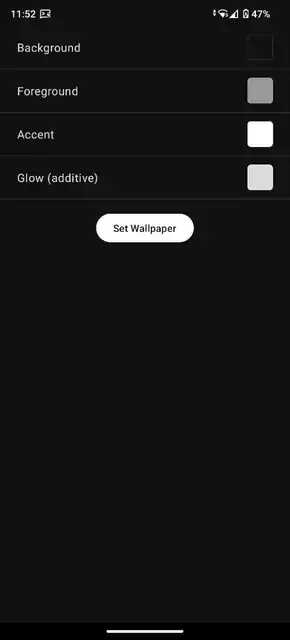 11:52 47%
Background
Foreground
Accent
Glow (additive)
Set Wallpaper